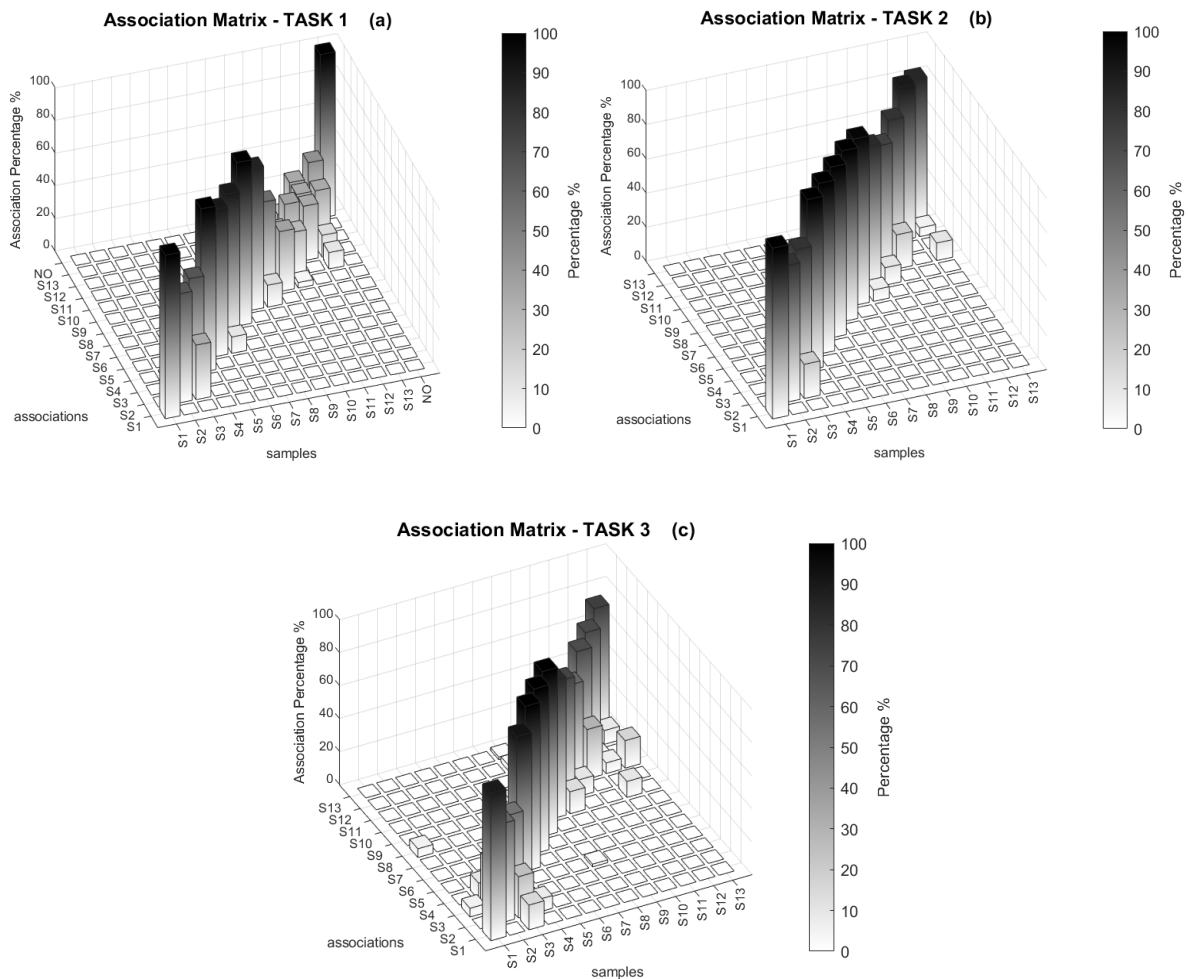 Association Matrix - TASK 1 (a)
Association Percentage %
100
80
60
40
20
0
NO
S13
S12
S11
S10
S9
S8
S7
S6
S5
S4
S3
S2
S1
associations
S1
S2
S3
S4
S5
S6
S7
S8
S9
S10
S11
S12
S13
NO
samples
100
90
80
70
60
50
40
30
20
10
0
Percentage %
Association Matrix - TASK 2 (b)
Association Percentage %
100
80
60
40
20
0
S13
S12
S11
S10
S9
S8
S7
S6
S5
S4
S3
S2
S1
associations
S1
S2
S3
S4
S5
S6
S7
S8
S9
S10
S11
S12
S13
samples
100
90
80
70
60
50
40
30
20
10
0
Percentage %
Association Matrix - TASK 3 (c)
Association Percentage %
100
80
60
40
20
0
S13
S12
S11
S10
S9
S8
S7
S6
S5
S4
S3
S2
S1
associations
S1
S2
S3
S4
S5
S6
S7
S8
S9
S10
S11
S12
S13
samples
100
90
80
70
60
50
40
30
20
10
0
Percentage %